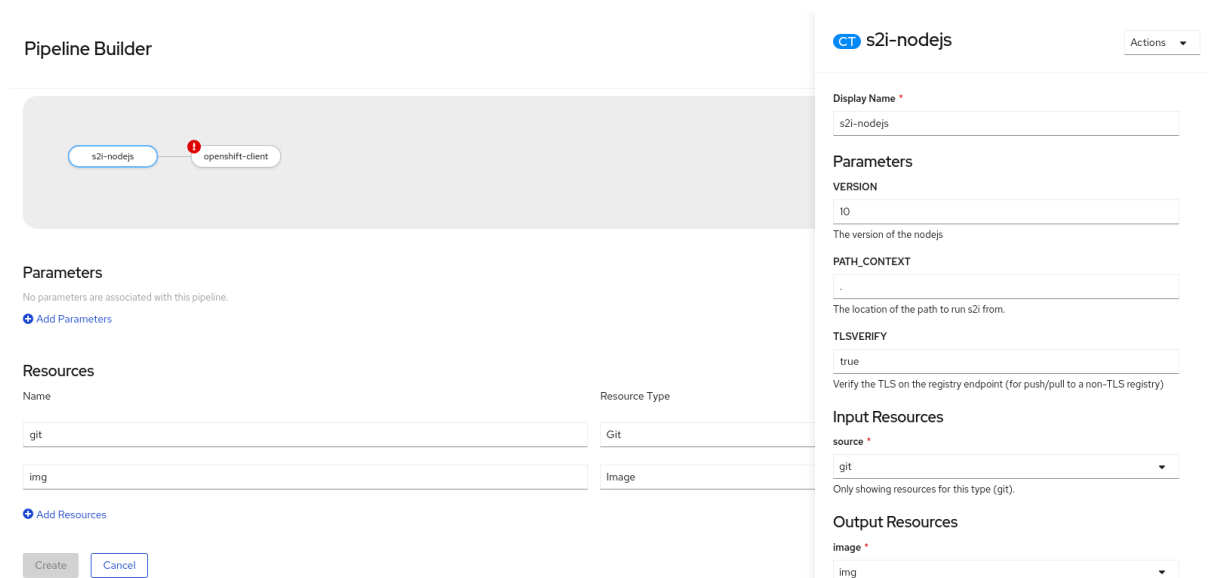 Pipeline Builder
s2i-nodejs
openshift-client
Parameters
No parameters are associated with this pipeline.
Add Parameters
Resources
Name
Resource Type
git
Git
img
Image
Add Resources
Create
Cancel
CT s2i-nodejs
Actions
Display Name *
s2i-nodejs
Parameters
VERSION
10
The version of the nodejs
PATH_CONTEXT
.
The location of the path to run s2i from.
TLSVERIFY
true
Verify the TLS on the registry endpoint (for push/pull to a non-TLS registry)
Input Resources
source *
git
Only showing resources for this type (git).
Output Resources
image *
img